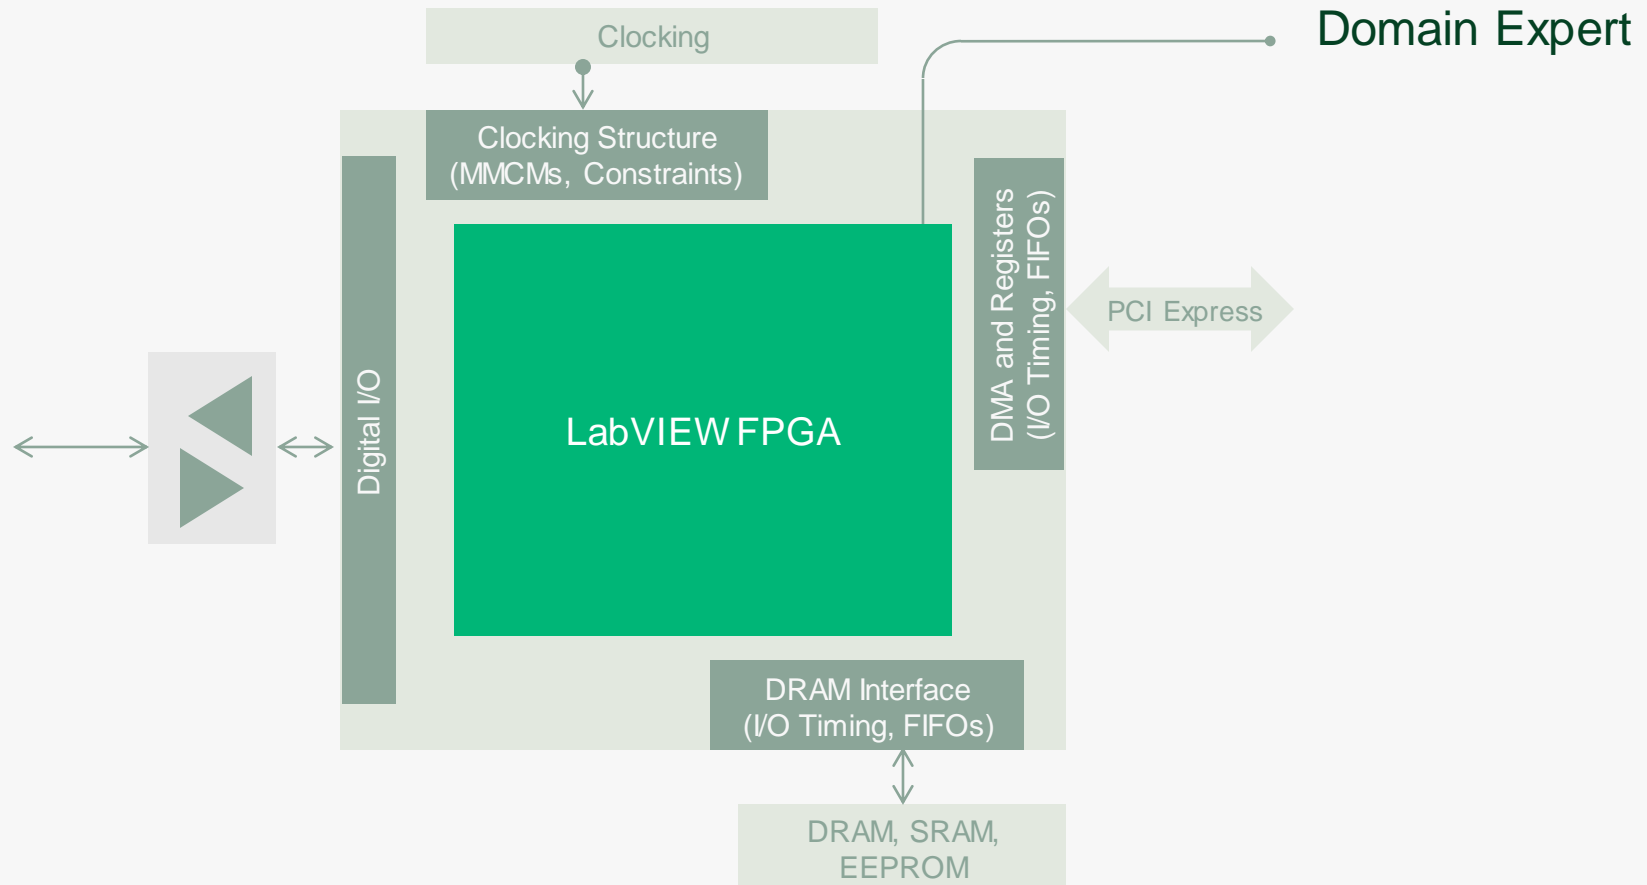 Clocking
Domain Expert
Clocking Structure
(MMCMs, Constraints)
DMA and Registers
(I/O Timing, FIFOs)
PCI Express
Digital I/O
LabVIEW FPGA
DRAM Interface
(I/O Timing, FIFOs)
DRAM, SRAM,
EEPROM